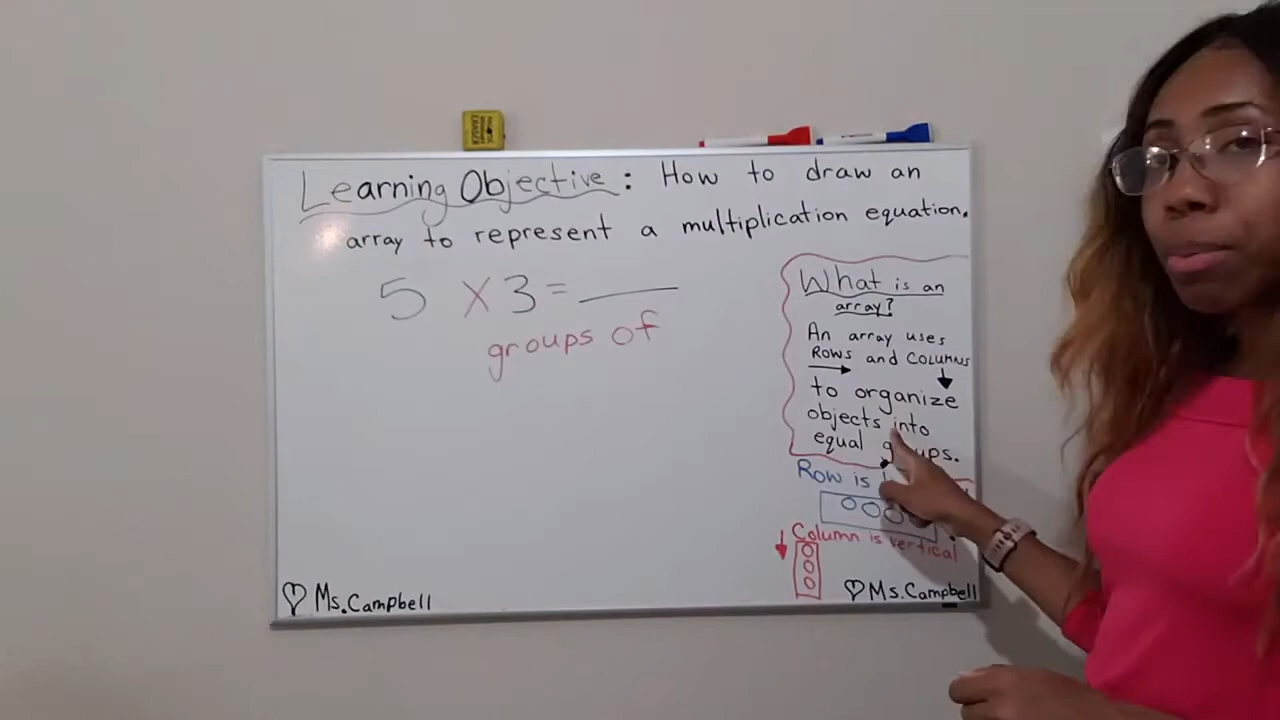 Learning Objective: How to draw an
array to represent a multiplication equation.
5 x 3 = ____
groups of
What is an
array?
An array uses
ROWS and COLUMNS
to organize
objects into
equal groups.
Row is
Column is vertical
Ms. Campbell
Ms. Campbell
ERASER